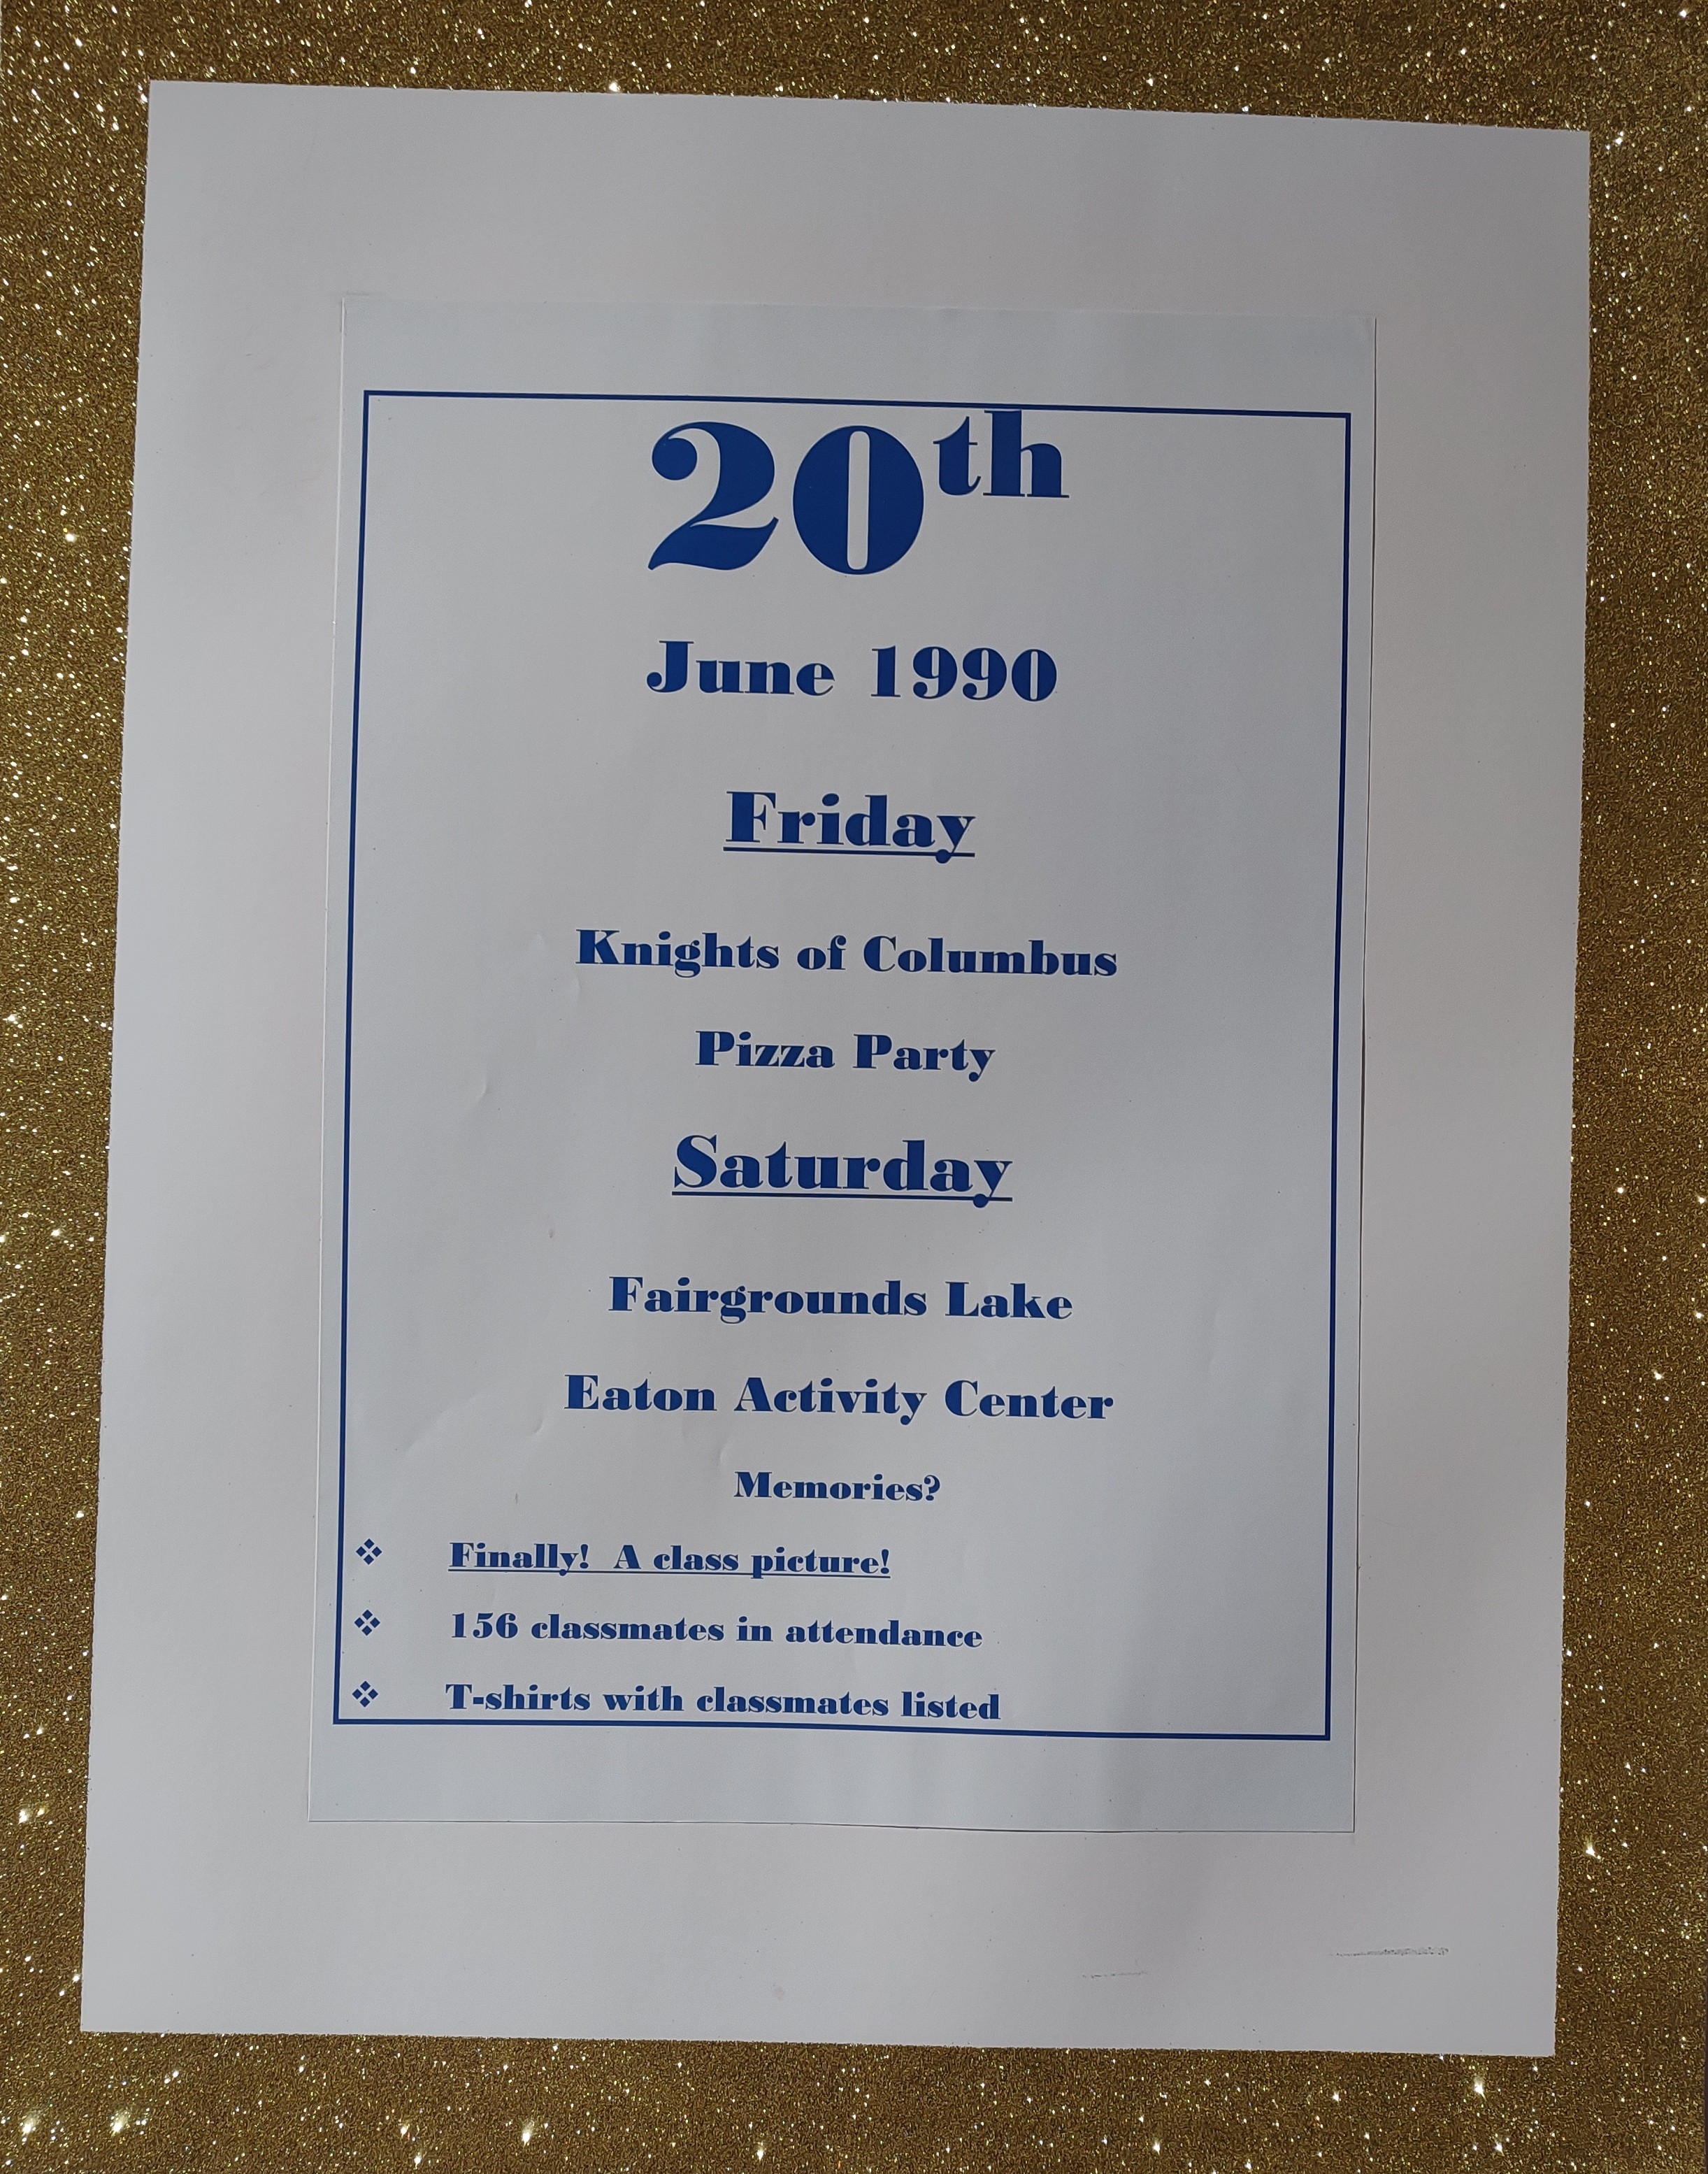 20th
June 1990
Friday
Knights of Columbus
Pizza Party
Saturday
Fairgrounds Lake
Eaton Activity Center
Memories?
❖ Finally! A class picture!
❖ 156 classmates in attendance
❖ T-shirts with classmates listed